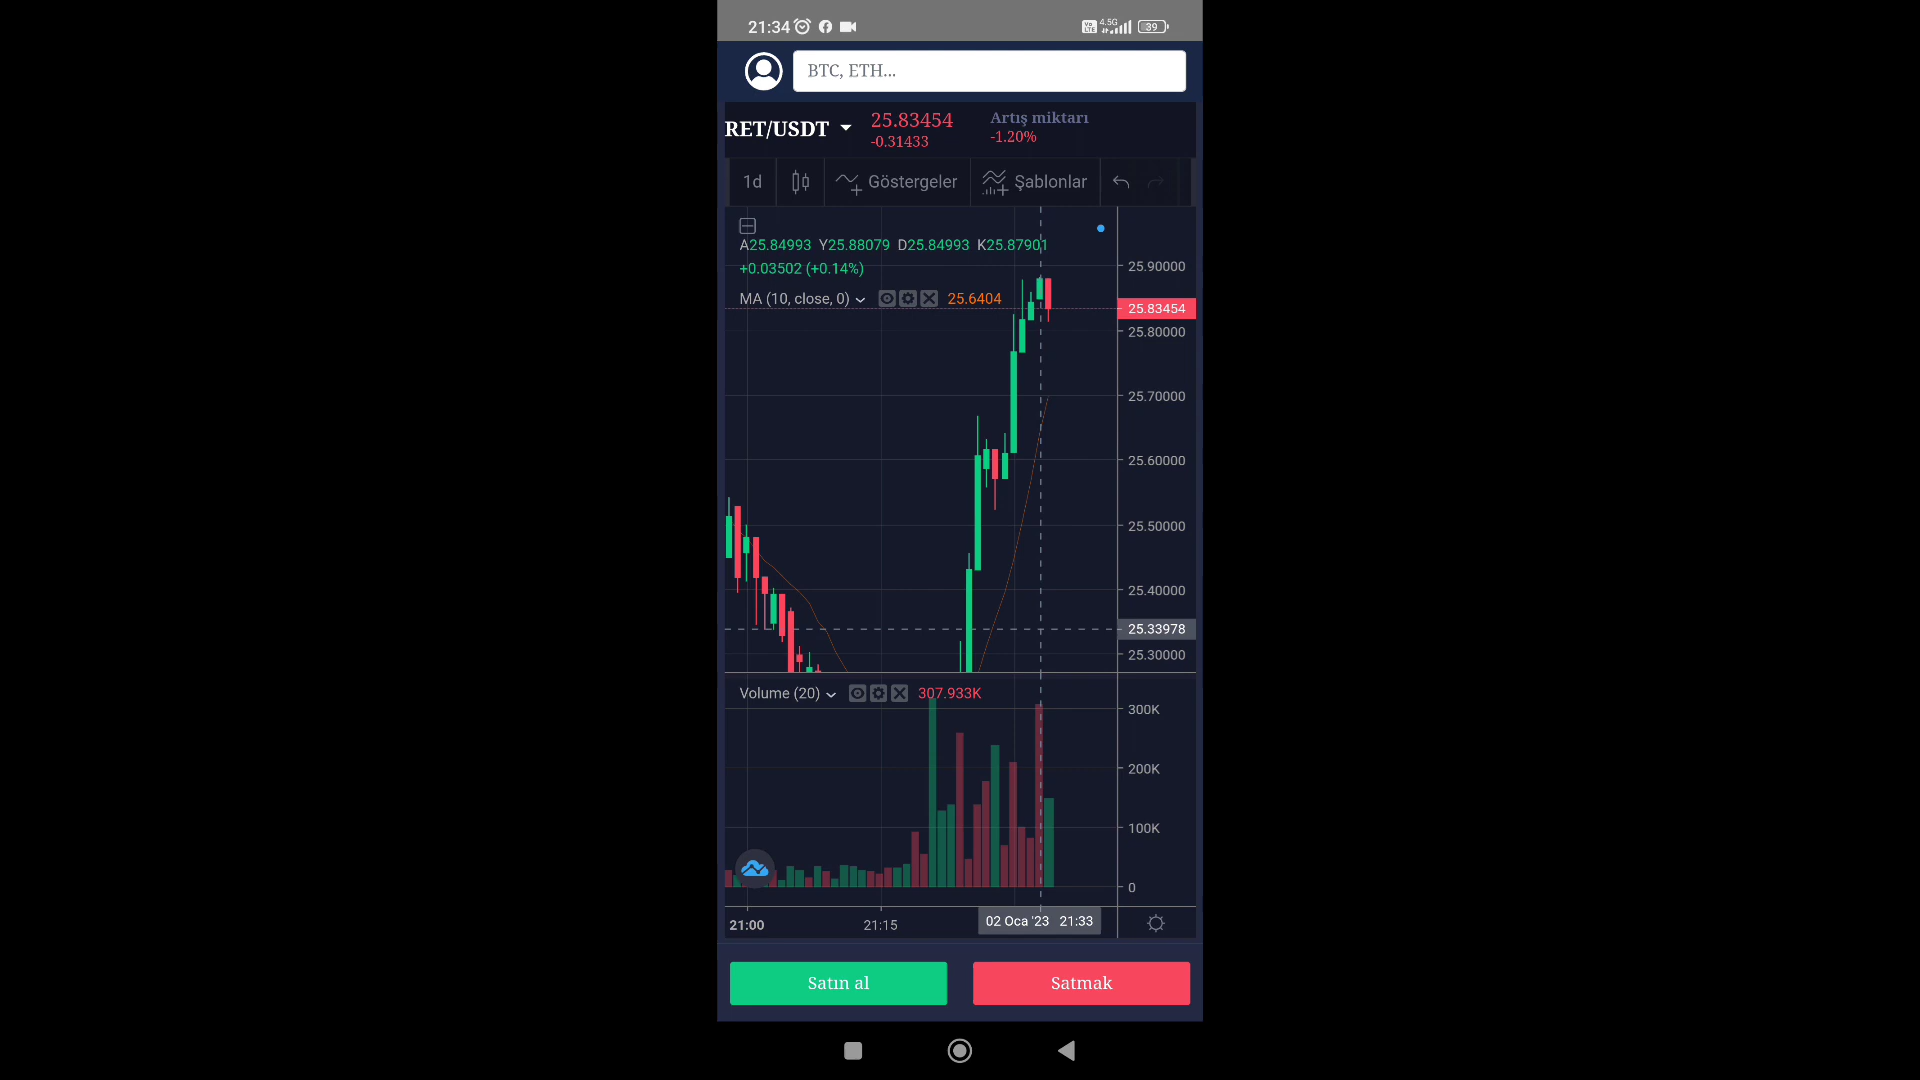 21:34 4.5G 39
BTC, ETH...
RET/USDT 25.83454 Artış miktarı
-0.31433 -1.20%
1d Göstergeler Şablonlar
A25.84993 Y25.88079 D25.84993 K25.87901
+0.03502 (+0.14%)
25.90000
MA (10, close, 0) 25.6404
25.83454
25.80000
25.70000
25.60000
25.50000
25.40000
25.33978
25.30000
Volume (20) 307.933K
300K
200K
100K
0
21:00 21:15 02 Oca '23 21:33
Satın al Satmak